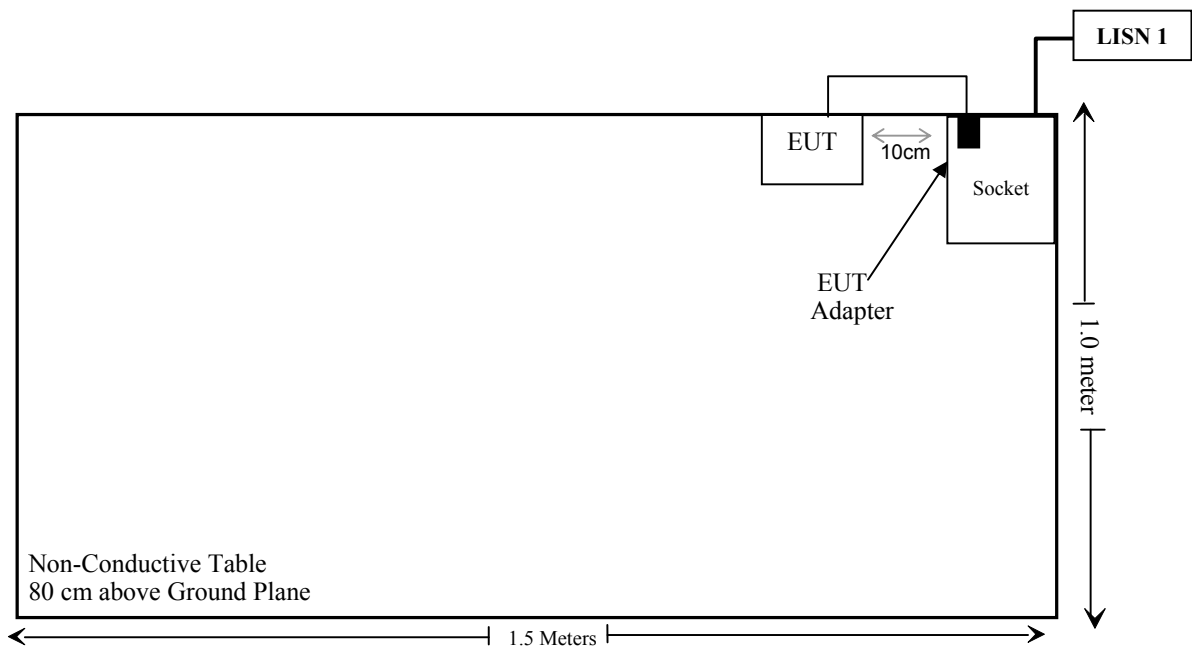 LISN 1
EUT
10cm
Socket
EUT
Adapter
1.0 meter
Non-Conductive Table
80 cm above Ground Plane
1.5 Meters